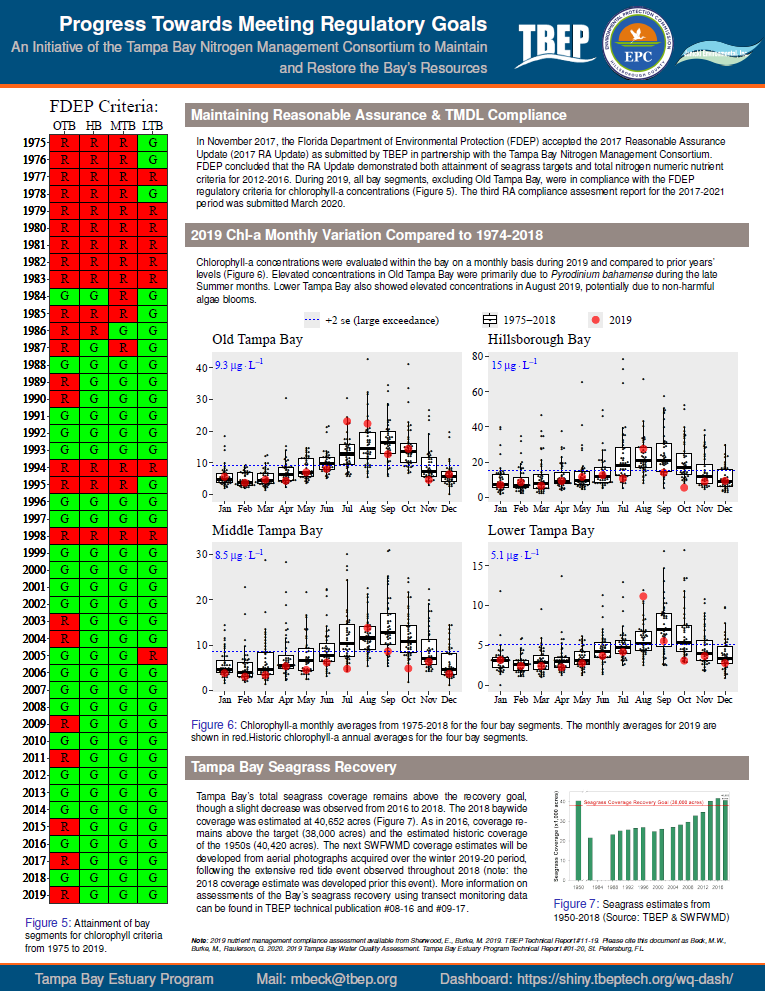 Progress Towards Meeting Regulatory Goals
An Initiative of the Tampa Bay Nitrogen Management Consortium to Maintain
and Restore the Bay's Resources
TBEP
ENVIRONMENTAL PROTECTION COMMISSION
EPC
HILLSBOROUGH COUNTY
FDEP Criteria:
OTB HB MTB LTB
1975 R R R G
1976 R R R G
1977 R R R R
1978 R R R G
1979 R R R R
1980 R R R R
1981 R R R R
1982 R R R R
1983 R R R R
1984 G G R G
1985 R R R G
1986 R R G G
1987 R G R G
1988 G G G G
1989 R G G G
1990 R G G G
1991 G G G G
1992 G G G G
1993 G G G G
1994 R R R R
1995 R R R G
1996 G G G G
1997 G G G G
1998 R R R R
1999 G G G G
2000 G G G G
2001 G G G G
2002 G G G G
2003 R G G G
2004 R G G G
2005 G G G R
2006 G G G G
2007 G G G G
2008 G G G G
2009 R G G G
2010 G G G G
2011 R G G G
2012 G G G G
2013 G G G G
2014 G G G G
2015 R G G G
2016 G G G G
2017 R G G G
2018 G G G G
2019 R G G G
Figure 5: Attainment of bay
segments for chlorophyll criteria
from 1975 to 2019.
Maintaining Reasonable Assurance & TMDL Compliance
In November 2017, the Florida Department of Environmental Protection (FDEP) accepted the 2017 Reasonable Assurance
Update (2017 RA Update) as submitted by TBEP in partnership with the Tampa Bay Nitrogen Management Consortium.
FDEP concluded that the RA Update demonstrated both attainment of seagrass targets and total nitrogen numeric nutrient
criteria for 2012-2016. During 2019, all bay segments, excluding Old Tampa Bay, were in compliance with the FDEP
regulatory criteria for chlorophyll-a concentrations (Figure 5). The third RA compliance assesment report for the 2017-2021
period was submitted March 2020.
2019 Chl-a Monthly Variation Compared to 1974-2018
Chlorophyll-a concentrations were evaluated within the bay on a monthly basis during 2019 and compared to prior years'
levels (Figure 6). Elevated concentrations in Old Tampa Bay were primarily due to Pyrodinium bahamense during the late
Summer months. Lower Tampa Bay also showed elevated concentrations in August 2019, potentially due to non-harmful
algae blooms.
+2 se (large exceedance) 1975–2018 2019
Old Tampa Bay
9.3 µg · L−1
40
30
20
10
0
Jan Feb Mar Apr May Jun Jul Aug Sep Oct Nov Dec
Hillsborough Bay
15 µg · L−1
80
60
40
20
0
Jan Feb Mar Apr May Jun Jul Aug Sep Oct Nov Dec
Middle Tampa Bay
8.5 µg · L−1
30
20
10
0
Jan Feb Mar Apr May Jun Jul Aug Sep Oct Nov Dec
Lower Tampa Bay
5.1 µg · L−1
15
10
5
0
Jan Feb Mar Apr May Jun Jul Aug Sep Oct Nov Dec
Figure 6: Chlorophyll-a monthly averages from 1975-2018 for the four bay segments. The monthly averages for 2019 are
shown in red.Historic chlorophyll-a annual averages for the four bay segments.
Tampa Bay Seagrass Recovery
Tampa Bay's total seagrass coverage remains above the recovery goal,
though a slight decrease was observed from 2016 to 2018. The 2018 baywide
coverage was estimated at 40,652 acres (Figure 7). As in 2016, coverage re-
mains above the target (38,000 acres) and the estimated historic coverage
of the 1950s (40,420 acres). The next SWFWMD coverage estimates will be
developed from aerial photographs acquired over the winter 2019-20 period,
following the extensive red tide event observed throughout 2018 (note: the
2018 coverage estimate was developed prior this event). More information on
assessments of the Bay's seagrass recovery using transect monitoring data
can be found in TBEP technical publication #08-16 and #09-17.
Seagrass Coverage (x1,000 acres)
Seagrass Coverage Recovery Goal (38,000 acres)
40
30
20
10
0
1950 1980 1984 1988 1992 1996 2000 2004 2008 2012 2016
Figure 7: Seagrass estimates from
1950-2018 (Source: TBEP & SWFWMD)
Note: 2019 nutrient management compliance assessment available from Sherwood, E., Burke, M. 2019. TBEP Technical Report #11-19. Please cite this document as Beck, M.W.,
Burke, M., Raulerson, G. 2020. 2019 Tampa Bay Water Quality Assessment. Tampa Bay Estuary Program Technical Report #01-20, St. Petersburg, FL.
Tampa Bay Estuary Program Mail: mbeck@tbep.org Dashboard: https://shiny.tbeptech.org/wq-dash/